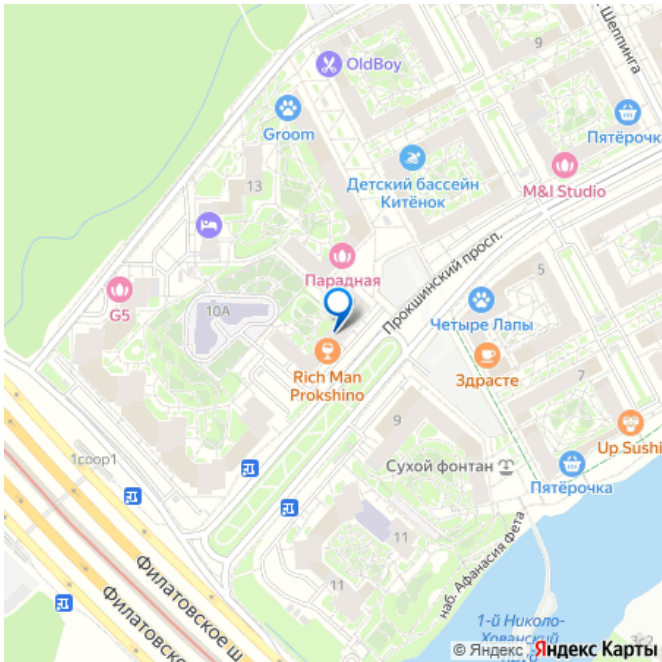 . Шеппинга
9
OldBoy
Groom
Пятёрочка
Детский бассейн
Китёнок
M&I Studio
13
Парадная
Прокшинский просп.
5
G5
10А
Четыре Лапы
Rich Man
Prokshino
Здрасте
7
9
Up Sushi
1соор1
Сухой фонтан
Пятёрочка
11
11
наб. Афанасия Фета
Филатовское ш.
Филатовско
1-й Николо-
Хованский
3с2
© Яндекс Яндекс Карты